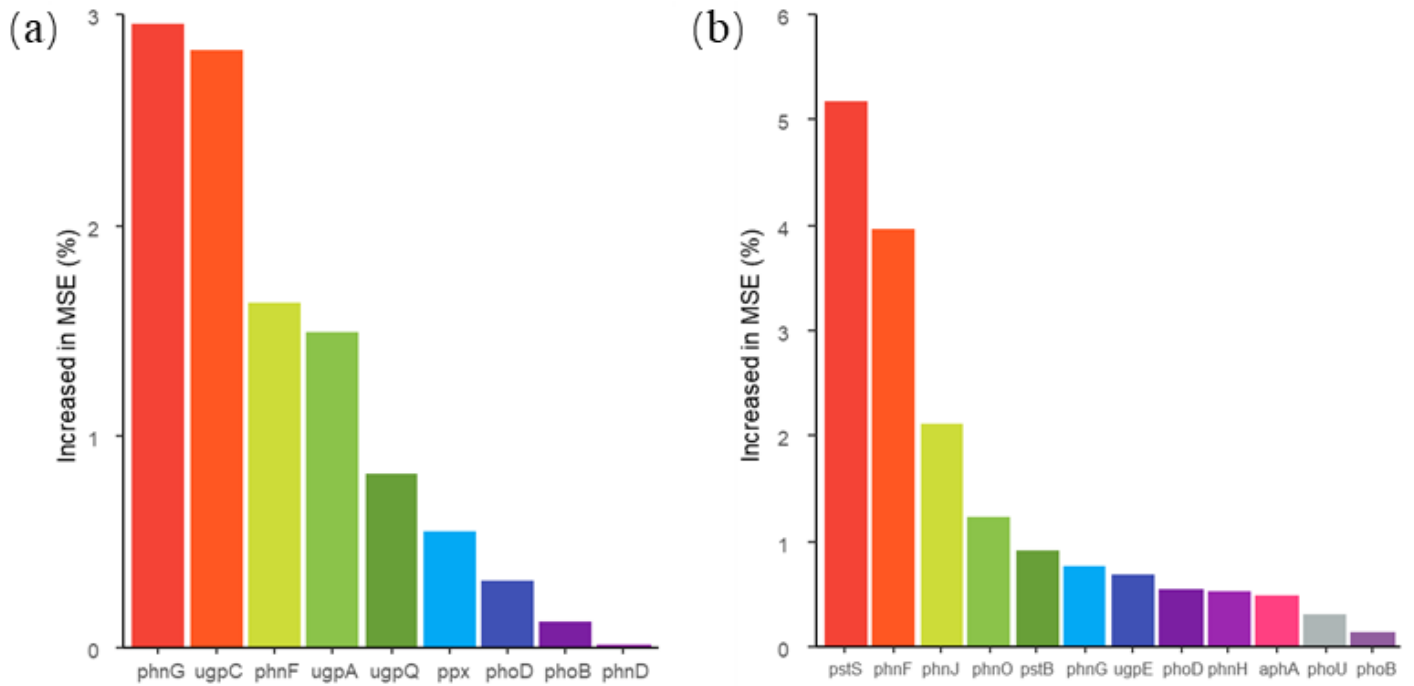 (a)
3
2
1
0
Increased in MSE (%)
phnG ugpC phnF ugpA ugpQ ppx phoD phoB phnD
(b)
6
5
4
3
2
1
0
Increased in MSE (%)
pstS phnF phnJ phnO pstB phnG ugpE phoD phnH aphA phoU phoB